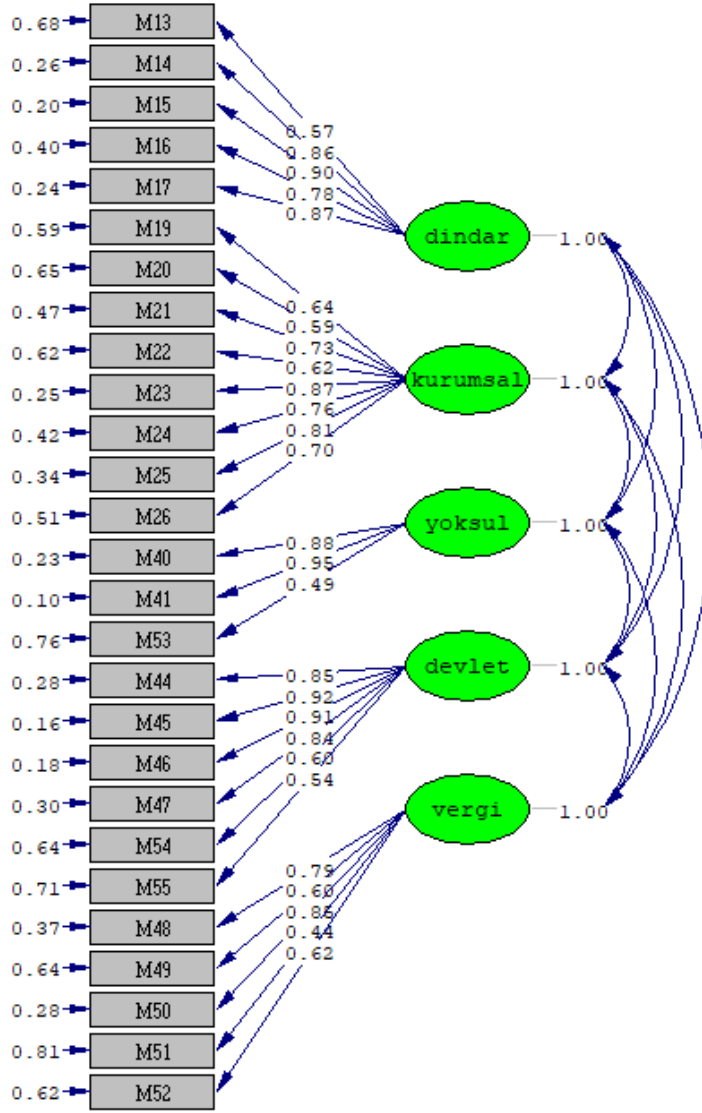 0.68 M13
0.26 M14
0.20 M15
0.40 M16
0.24 M17
0.59 M19
0.65 M20
0.47 M21
0.62 M22
0.25 M23
0.42 M24
0.34 M25
0.51 M26
0.23 M40
0.10 M41
0.76 M53
0.28 M44
0.16 M45
0.18 M46
0.30 M47
0.64 M54
0.71 M55
0.37 M48
0.64 M49
0.28 M50
0.81 M51
0.62 M52
0.57
0.86
0.90
0.78
0.87
dindar 1.00
0.64
0.59
0.73
0.62
0.87
0.76
0.81
0.70
kurumsal 1.00
0.88
0.95
0.49
yoksul 1.00
0.85
0.92
0.91
0.84
0.60
0.54
devlet 1.00
0.79
0.60
0.85
0.44
0.62
vergi 1.00